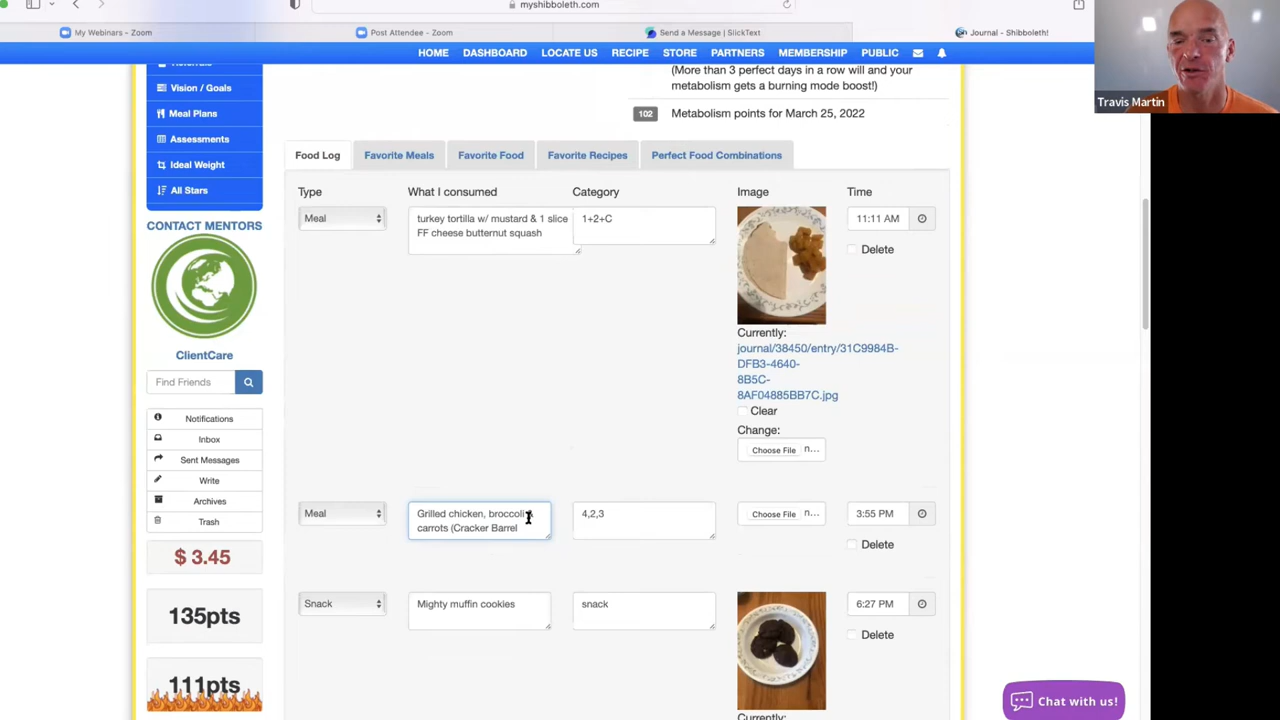 myshibboleth.com
My Webinars - Zoom
Post Attendee - Zoom
Send a Message | SlickText
Journal - Shibboleth!
HOME DASHBOARD LOCATE US RECIPE STORE PARTNERS MEMBERSHIP PUBLIC
Travis Martin
Vision / Goals
Meal Plans
Assessments
Ideal Weight
All Stars
CONTACT MENTORS
ClientCare
Find Friends
Notifications
Inbox
Sent Messages
Write
Archives
Trash
$ 3.45
135pts
111pts
(More than 3 perfect days in a row will and your
metabolism gets a burning mode boost!)
102 Metabolism points for March 25, 2022
Food Log Favorite Meals Favorite Food Favorite Recipes Perfect Food Combinations
Type What I consumed Category Image Time
Meal
turkey tortilla w/ mustard & 1 slice
FF cheese butternut squash
1+2+C
11:11 AM
Delete
Currently:
journal/38450/entry/31C9984B-
DFB3-4640-
8B5C-
8AF04885BB7C.jpg
Clear
Change:
Choose File n...
Meal
Grilled chicken, broccoli &
carrots (Cracker Barrel
4,2,3
Choose File n...
3:55 PM
Delete
Snack
Mighty muffin cookies
snack
6:27 PM
Delete
Currently:
Chat with us!